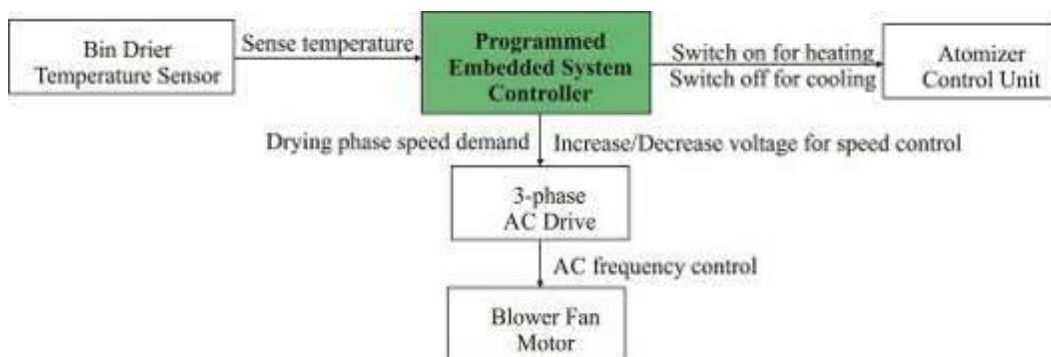 Bin Drier
Temperature Sensor
Sense temperature
Programmed
Embedded System
Controller
Switch on for heating
Switch off for cooling
Atomizer
Control Unit
Drying phase speed demand
Increase/Decrease voltage for speed control
3-phase
AC Drive
AC frequency control
Blower Fan
Motor